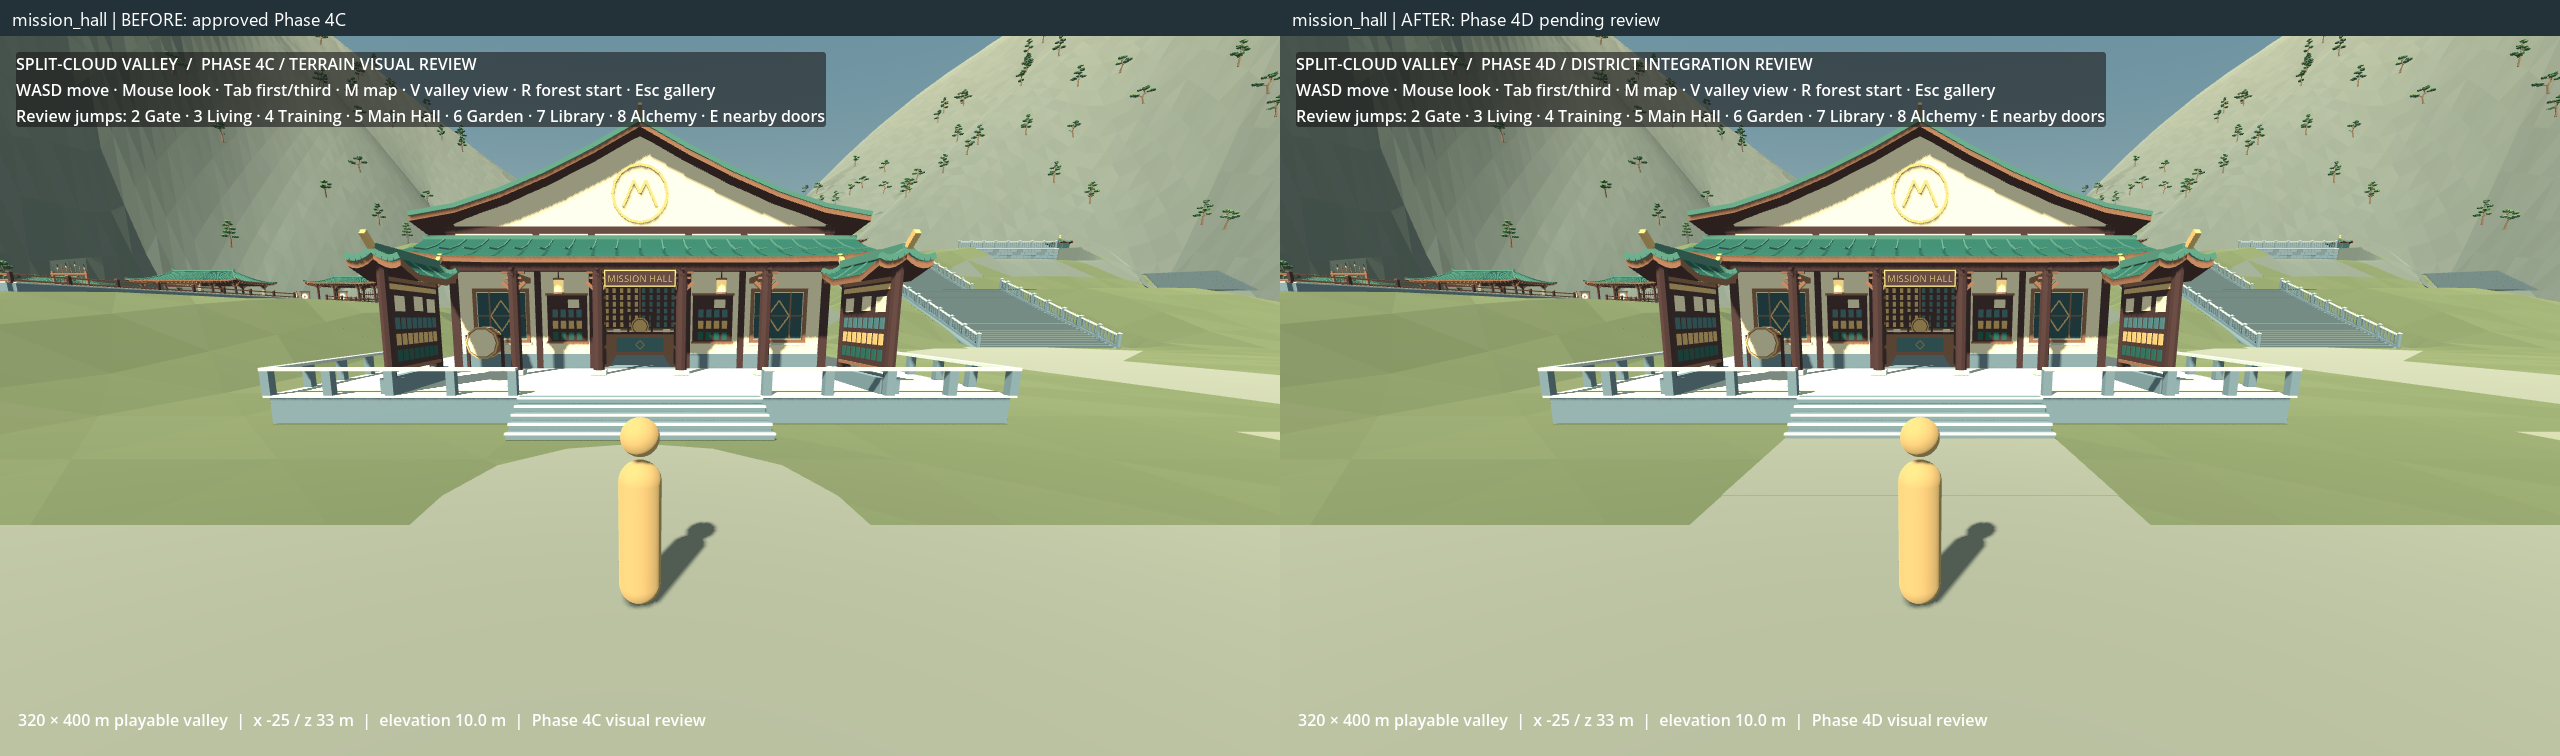 mission_hall | BEFORE: approved Phase 4C
SPLIT-CLOUD VALLEY / PHASE 4C / TERRAIN VISUAL REVIEW
WASD move · Mouse look · Tab first/third · M map · V valley view · R forest start · Esc gallery
Review jumps: 2 Gate · 3 Living · 4 Training · 5 Main Hall · 6 Garden · 7 Library · 8 Alchemy · E nearby doors
M
MISSION HALL
320 × 400 m playable valley | x -25 / z 33 m | elevation 10.0 m | Phase 4C visual review
mission_hall | AFTER: Phase 4D pending review
SPLIT-CLOUD VALLEY / PHASE 4D / DISTRICT INTEGRATION REVIEW
WASD move · Mouse look · Tab first/third · M map · V valley view · R forest start · Esc gallery
Review jumps: 2 Gate · 3 Living · 4 Training · 5 Main Hall · 6 Garden · 7 Library · 8 Alchemy · E nearby doors
M
MISSION HALL
320 × 400 m playable valley | x -25 / z 33 m | elevation 10.0 m | Phase 4D visual review